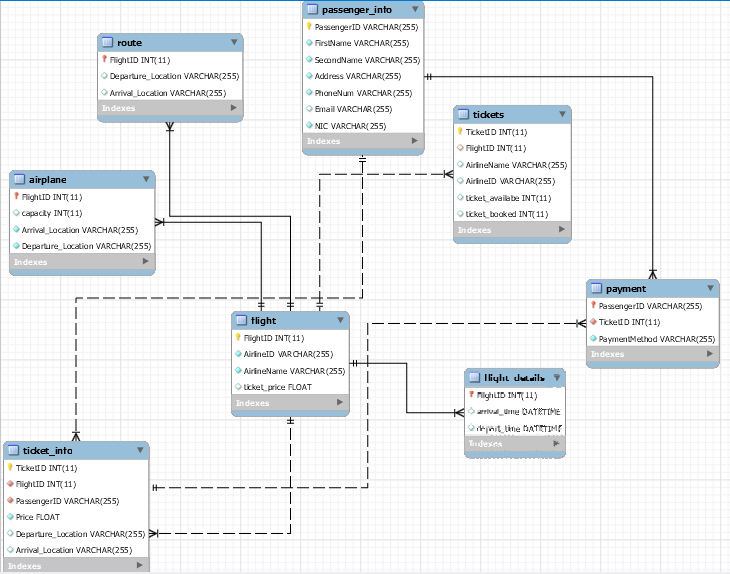 passenger_info
PassengerID VARCHAR(255)
FirstName VARCHAR(255)
SecondName VARCHAR(255)
Address VARCHAR(255)
PhoneNum VARCHAR(255)
Email VARCHAR(255)
NIC VARCHAR(255)
Indexes
route
FlightID INT(11)
Departure_Location VARCHAR(255)
Arrival_Location VARCHAR(255)
Indexes
tickets
TicketID INT(11)
FlightID INT(11)
AirlineName VARCHAR(255)
AirlineID VARCHAR(255)
ticket_availabe INT(11)
ticket_booked INT(11)
Indexes
airplane
FlightID INT(11)
capacity INT(11)
Arrival_Location VARCHAR(255)
Departure_Location VARCHAR(255)
Indexes
payment
PassengerID VARCHAR(255)
TicketID INT(11)
PaymentMethod VARCHAR(255)
Indexes
flight
FlightID INT(11)
AirlineID VARCHAR(255)
AirlineName VARCHAR(255)
ticket_price FLOAT
Indexes
flight_details
FlightID INT(11)
arrival_time DATETIME
depart_time DATETIME
Indexes
ticket_info
TicketID INT(11)
FlightID INT(11)
PassengerID VARCHAR(255)
Price FLOAT
Departure_Location VARCHAR(255)
Arrival_Location VARCHAR(255)
Indexes